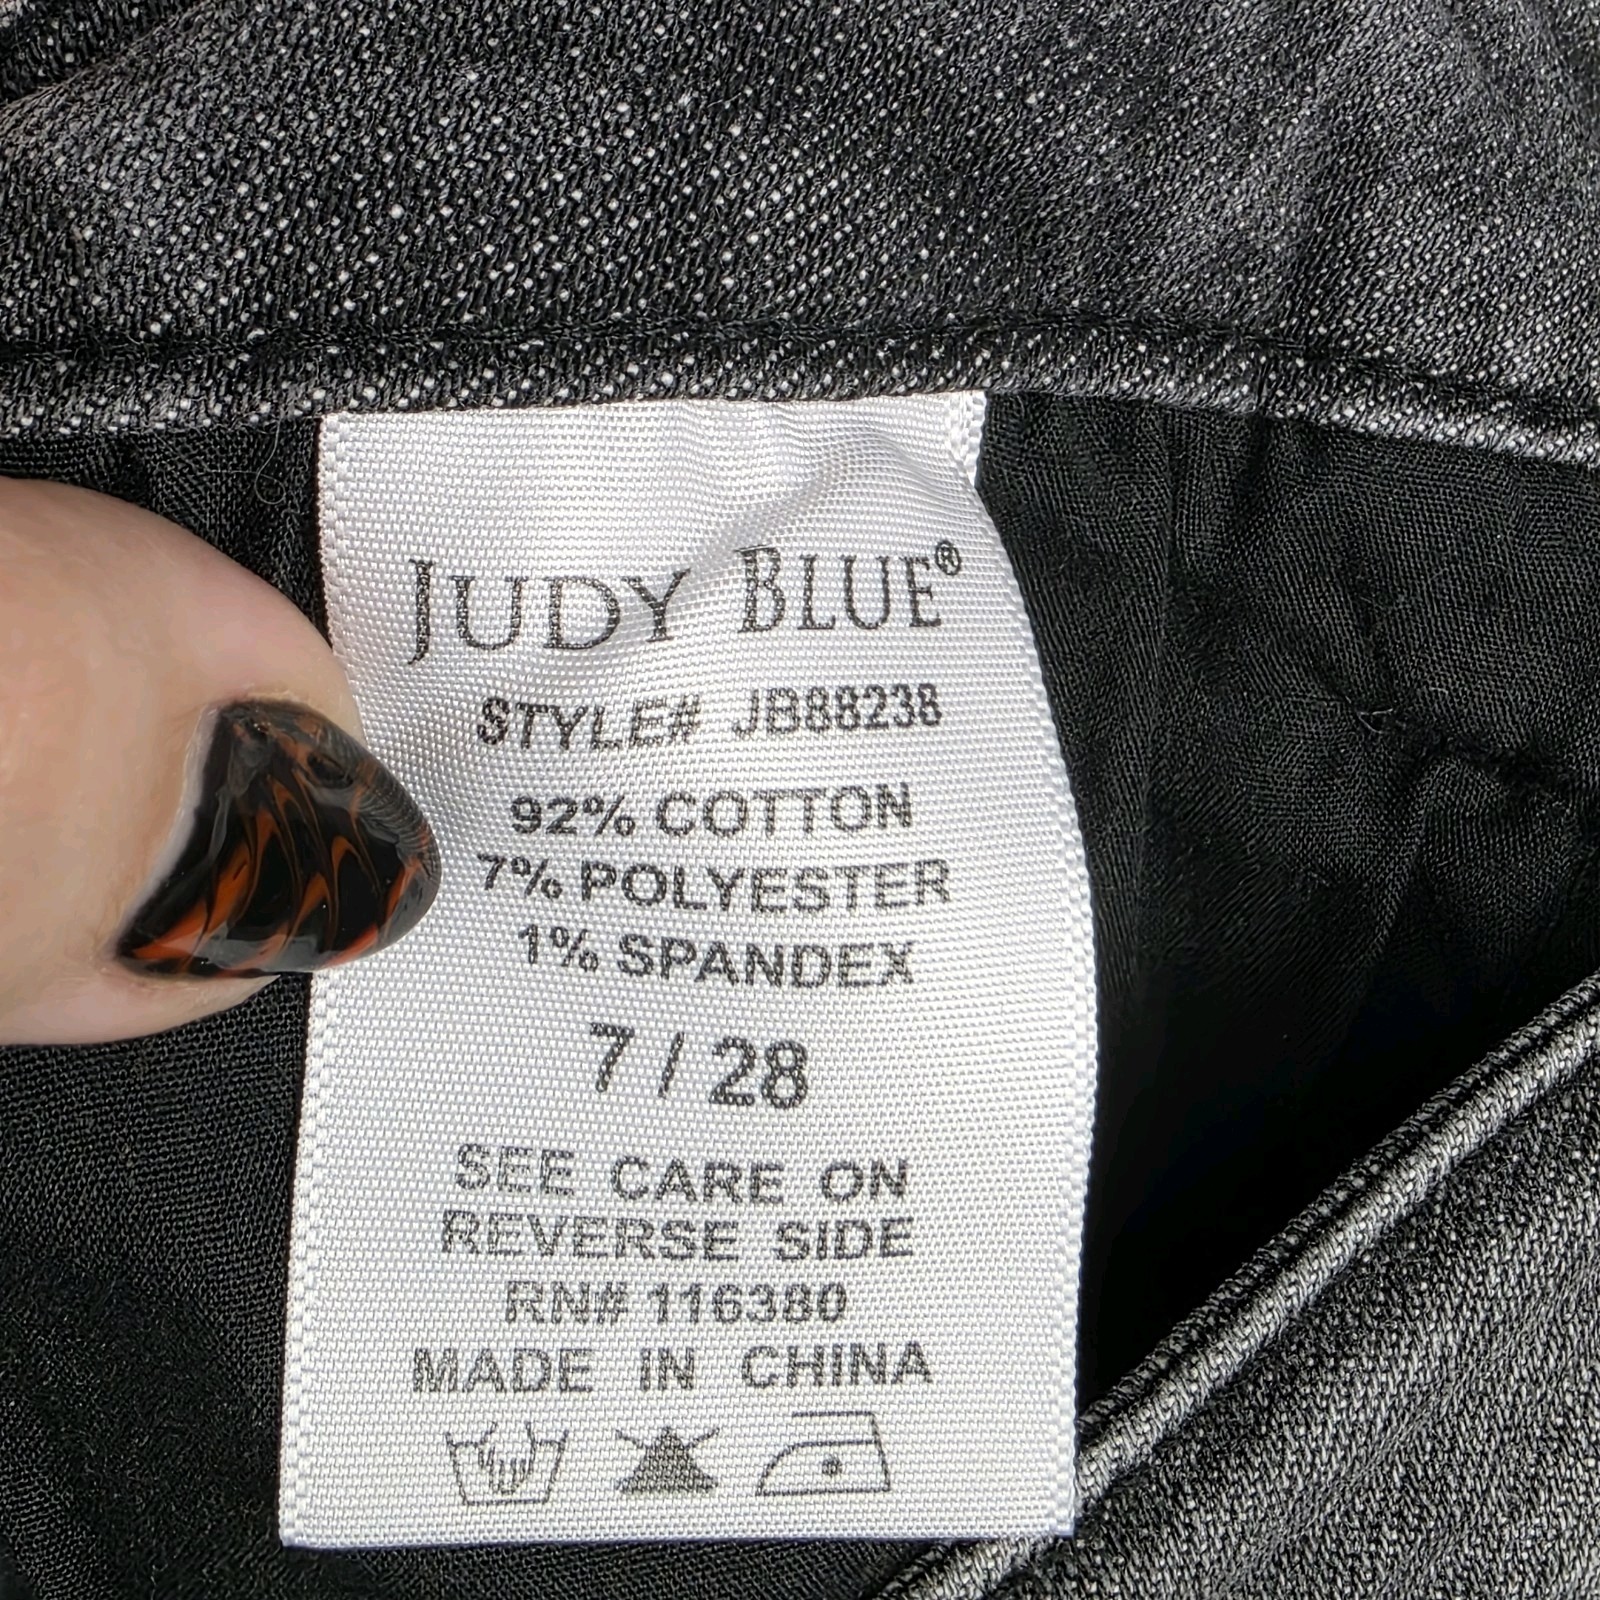 JUDY BLUE®
STYLE# JB88238
92% COTTON
7% POLYESTER
1% SPANDEX
7 / 28
SEE CARE ON
REVERSE SIDE
RN# 116380
MADE IN CHINA